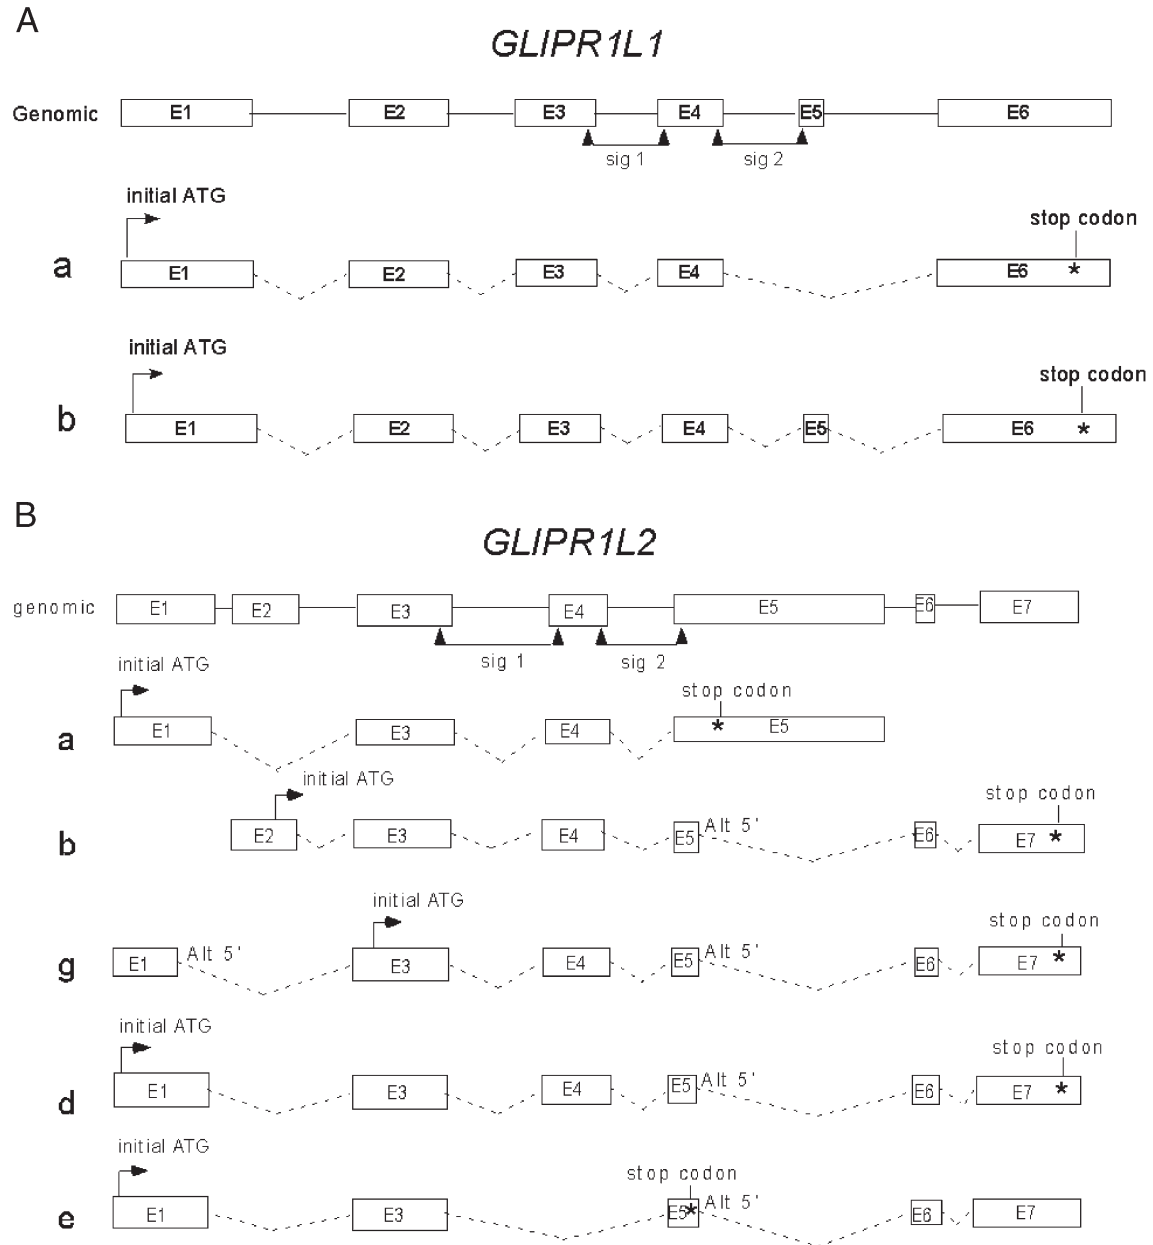 A
GLIPR1L1
Genomic E1 E2 E3 E4 E5 E6
sig 1 sig 2
initial ATG
stop codon
a E1 E2 E3 E4 E6 *
initial ATG
stop codon
b E1 E2 E3 E4 E5 E6 *
B
GLIPR1L2
genomic E1 E2 E3 E4 E5 E6 E7
sig 1 sig 2
initial ATG
stop codon
a E1 E3 E4 * E5
initial ATG
stop codon
b E2 E3 E4 E5 Alt 5' E6 E7 *
initial ATG
stop codon
g E1 Alt 5' E3 E4 E5 Alt 5' E6 E7 *
initial ATG
stop codon
d E1 E3 E4 E5 Alt 5' E6 E7 *
initial ATG
stop codon
e E1 E3 E5* Alt 5' E6 E7